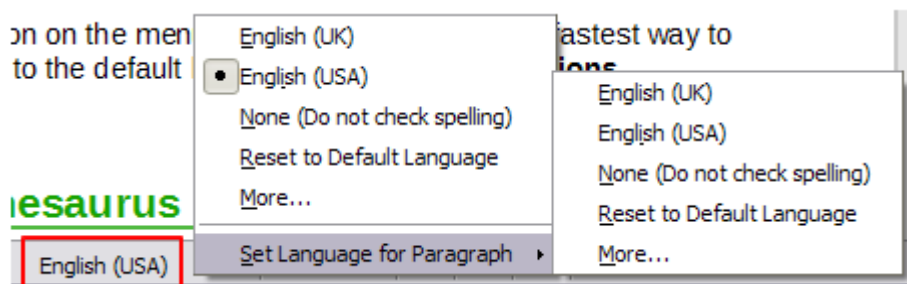 on on the men
fastest way to
to the default
ions
English (UK)
English (USA)
None (Do not check spelling)
Reset to Default Language
More...
Set Language for Paragraph
English (UK)
English (USA)
None (Do not check spelling)
Reset to Default Language
More...
esaurus
English (USA)